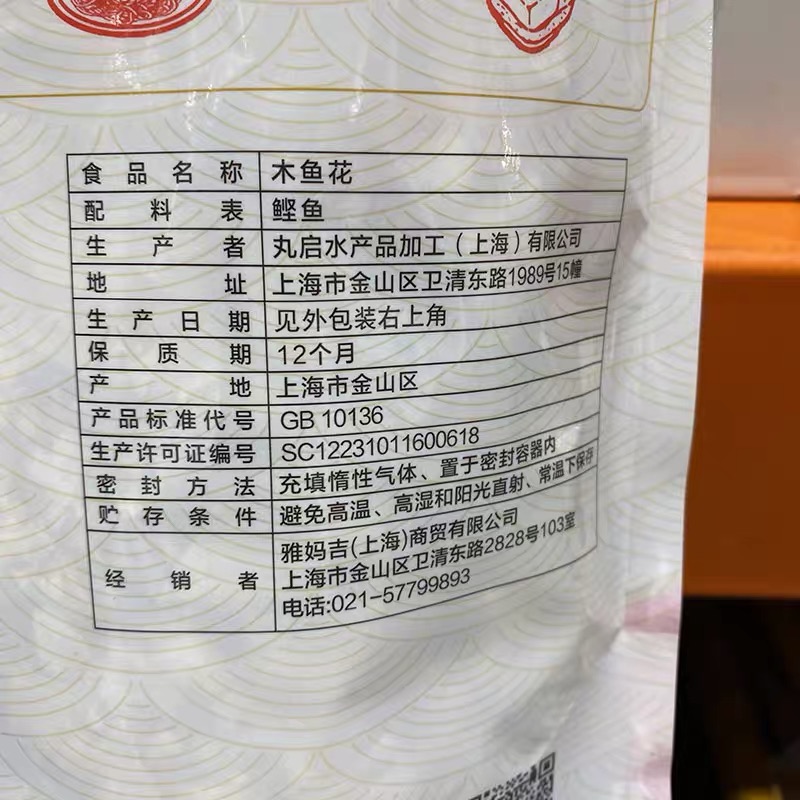 食品名称 木鱼花
配料表 鲣鱼
生产者 丸启水产品加工（上海）有限公司
地址 上海市金山区卫清东路1989号15幢
生产日期 见外包装右上角
保质期 12个月
产地 上海市金山区
产品标准代号 GB 10136
生产许可证编号 SC12231011600618
密封方法 充填惰性气体、置于密封容器内
贮存条件 避免高温、高湿和阳光直射、常温下保存
经销者 雅妈吉(上海)商贸有限公司
上海市金山区卫清东路2828号103室
电话:021-57799893